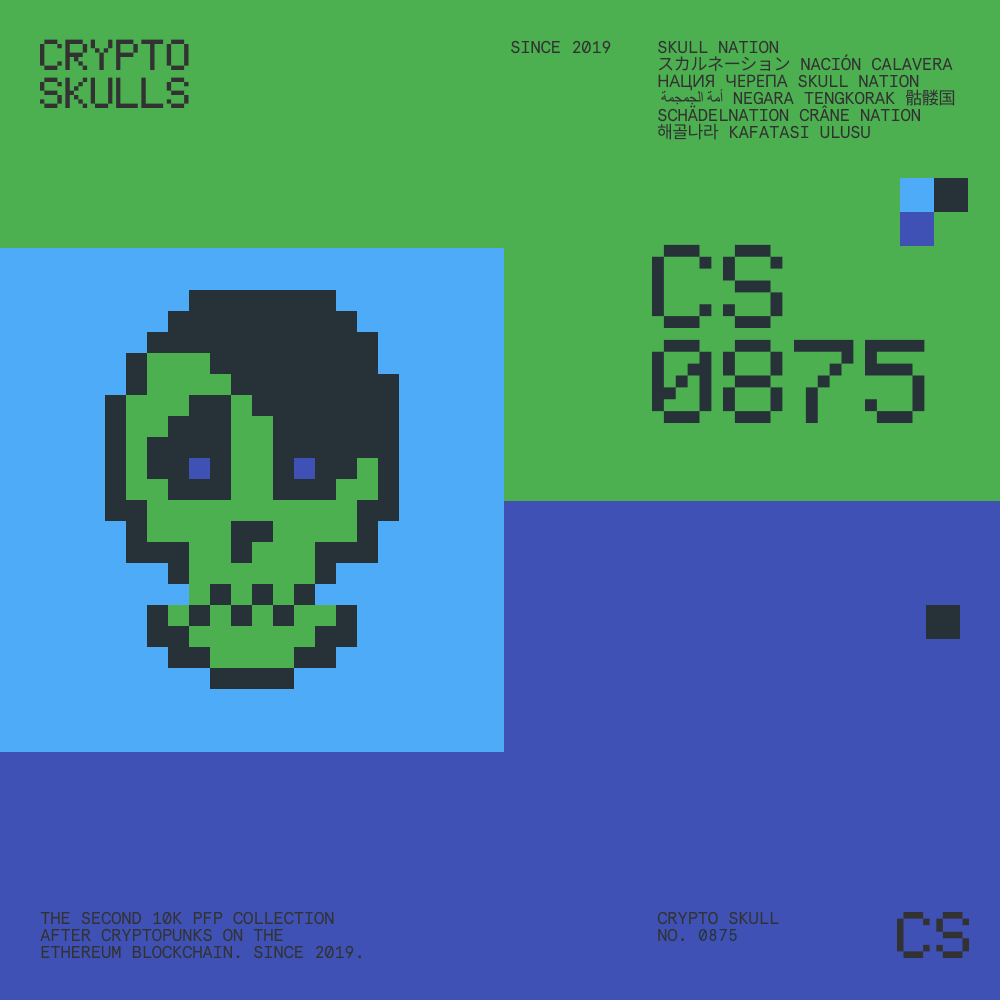 CRYPTO
SKULLS
SINCE 2019
SKULL NATION
スカルネーション NACIÓN CALAVERA
НАЦИЯ ЧЕРЕПА SKULL NATION
أمة الجمجمة NEGARA TENGKORAK 骷髅国
SCHÄDELNATION CRÂNE NATION
해골나라 KAFATASI ULUSU
CS
0875
THE SECOND 10K PFP COLLECTION
AFTER CRYPTOPUNKS ON THE
ETHEREUM BLOCKCHAIN. SINCE 2019.
CRYPTO SKULL
NO. 0875
CS